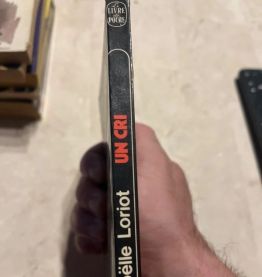 LE LIVRE
DE POCHE
UN CRI
ëlle Loriot